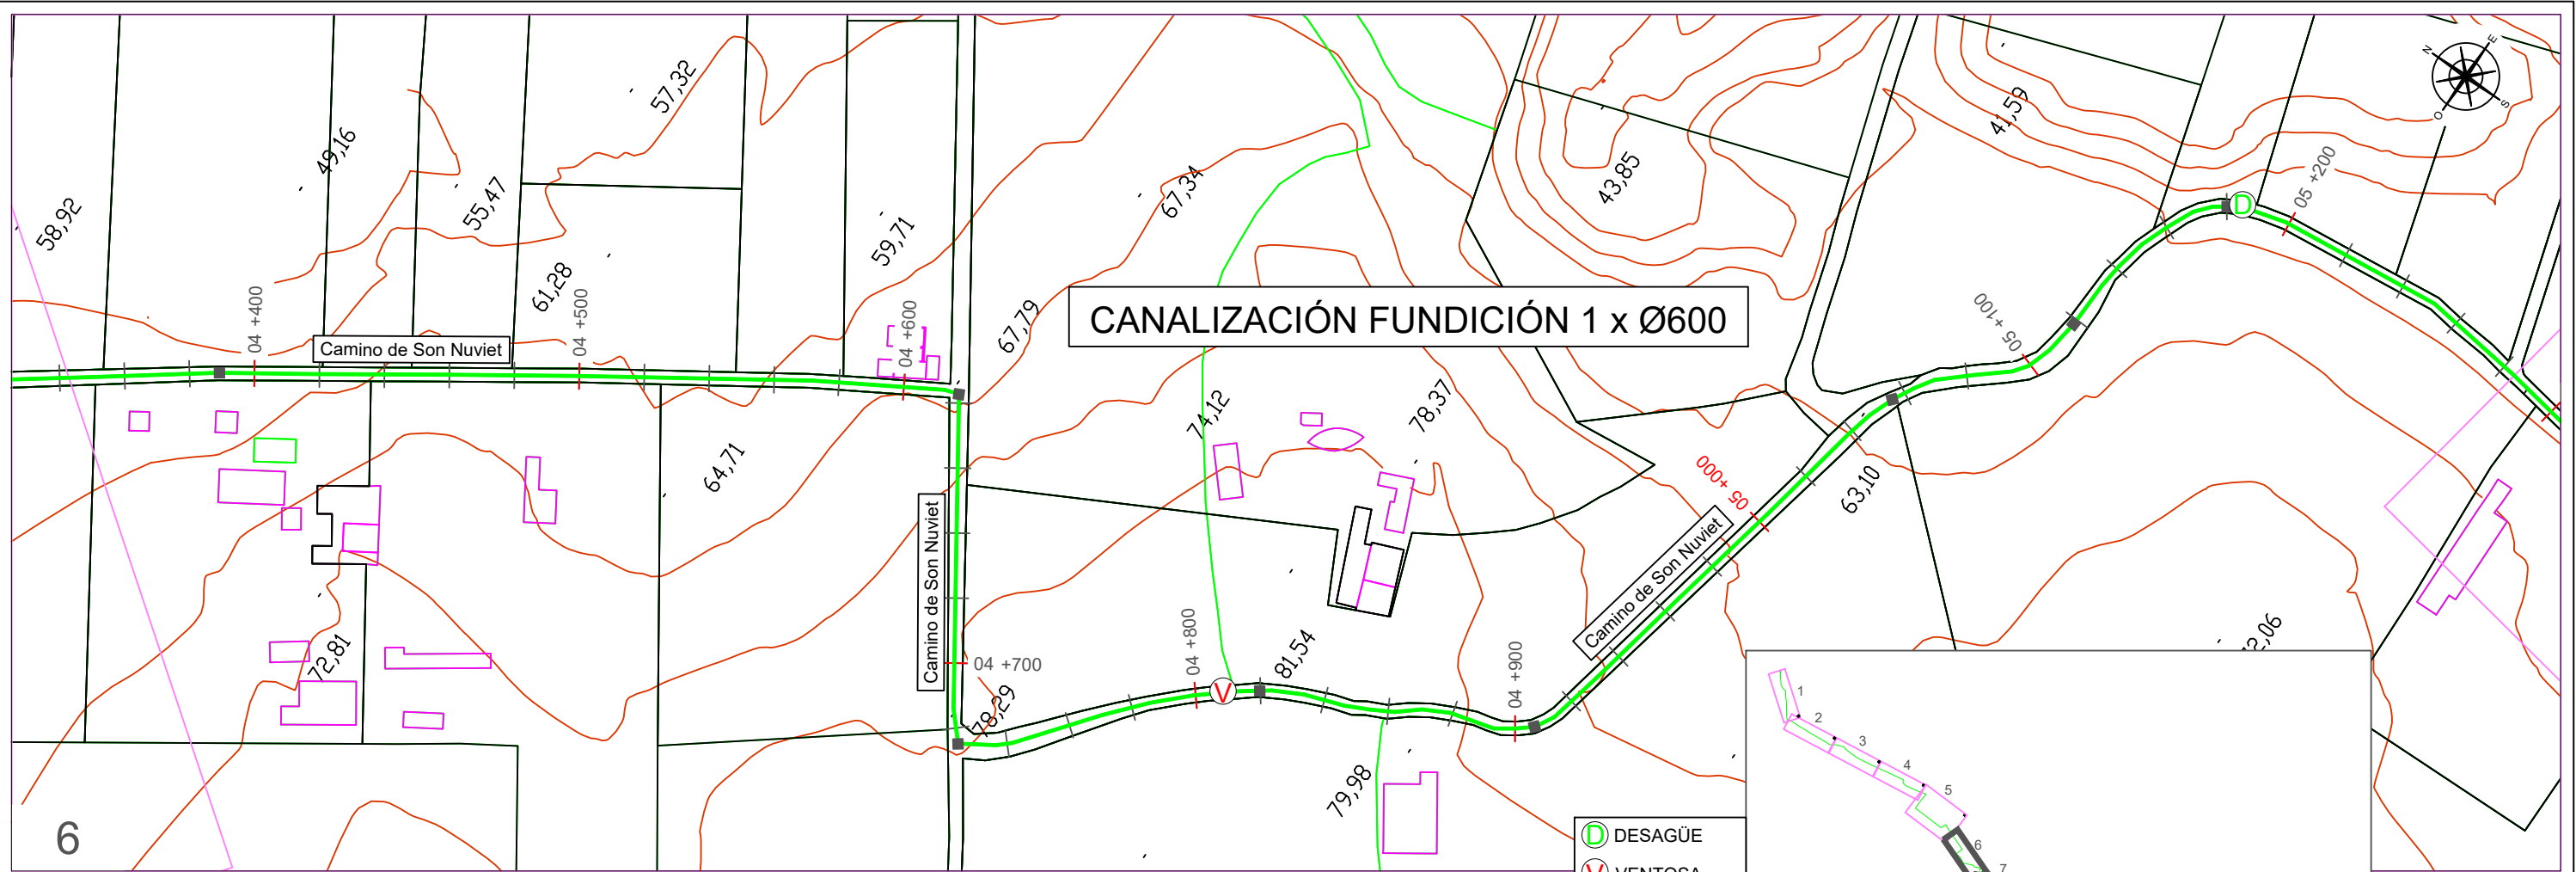 N
E
O
S
57,32
49,16
55,47
58,92
61,28
59,71
67,34
67,79
43,85
41,59
05 +200
04 +400
Camino de Son Nuviet
04 +500
04 +600
CANALIZACIÓN FUNDICIÓN 1 x Ø600
05 +100
D
74,12
78,37
64,71
05 +000
63,10
Camino de Son Nuviet
Camino de Son Nuviet
72,81
04 +700
78,29
04 +800
V
81,54
04 +900
79,98
1
2
3
4
5
6
7
6
D DESAGÜE
V VENTOSA